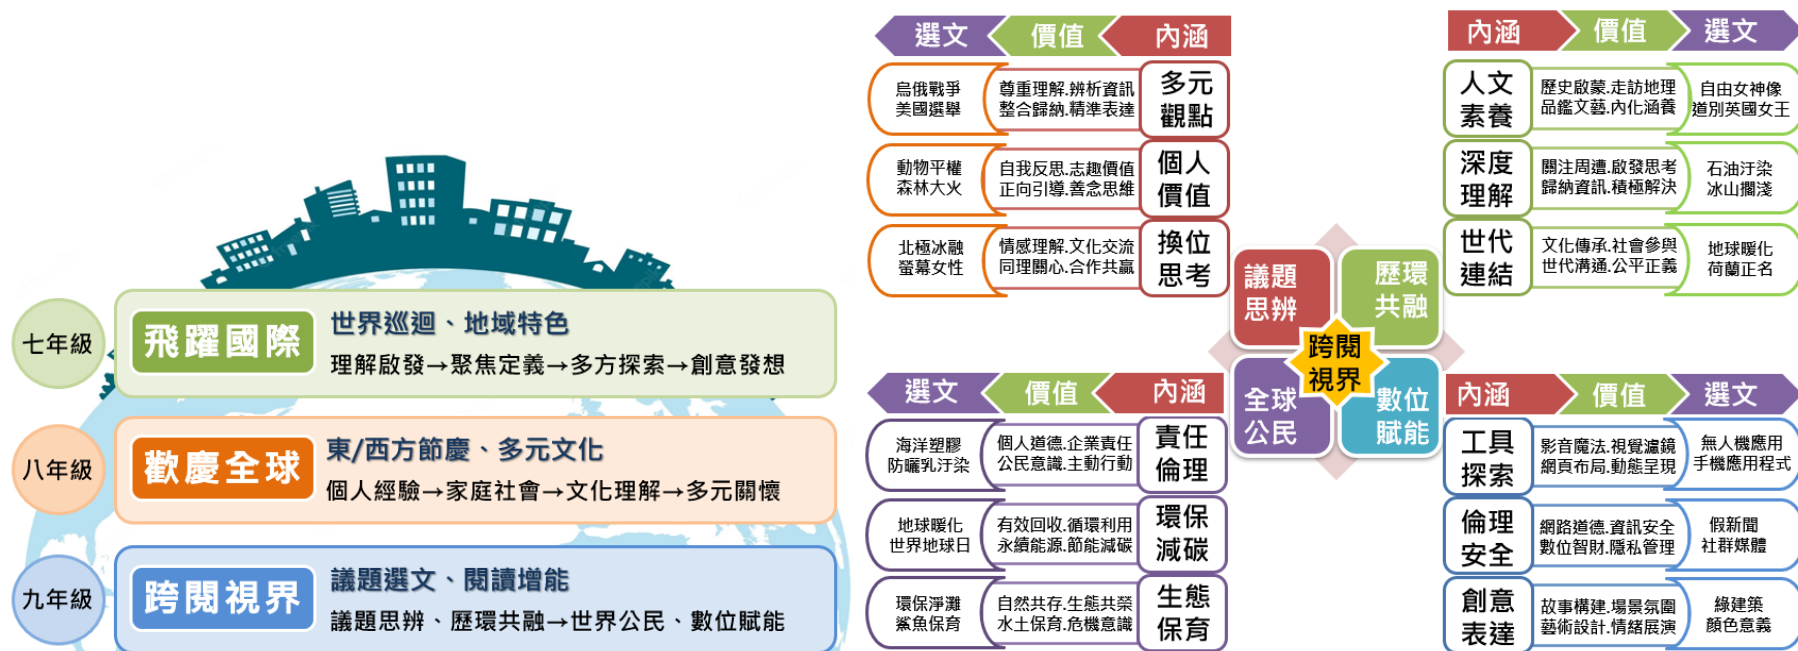 七年級
飛躍國際
世界巡迴、地域特色
理解啟發→聚焦定義→多方探索→創意發想
八年級
歡慶全球
東/西方節慶、多元文化
個人經驗→家庭社會→文化理解→多元關懷
九年級
跨閱視界
議題選文、閱讀增能
議題思辨、歷環共融→世界公民、數位賦能
選文
價值
內涵
烏俄戰爭
美國選舉
尊重理解.辨析資訊
整合歸納.精準表達
多元
觀點
動物平權
森林大火
自我反思.志趣價值
正向引導.善念思維
個人
價值
北極冰融
螢幕女性
情感理解.文化交流
同理關心.合作共贏
換位
思考
內涵
價值
選文
人文
素養
歷史啟蒙.走訪地理
品鑑文藝.內化涵養
自由女神像
道別英國女王
深度
理解
關注周遭.啟發思考
歸納資訊.積極解決
石油汙染
冰山擱淺
世代
連結
文化傳承.社會參與
世代溝通.公平正義
地球暖化
荷蘭正名
議題
思辨
歷環
共融
跨閱
視界
全球
公民
數位
賦能
選文
價值
內涵
海洋塑膠
防曬乳汙染
個人道德.企業責任
公民意識.主動行動
責任
倫理
地球暖化
世界地球日
有效回收.循環利用
永續能源.節能減碳
環保
減碳
環保淨灘
鯊魚保育
自然共存.生態共榮
水土保育.危機意識
生態
保育
內涵
價值
選文
工具
探索
影音魔法.視覺濾鏡
網頁布局.動態呈現
無人機應用
手機應用程式
倫理
安全
網路道德.資訊安全
數位智財.隱私管理
假新聞
社群媒體
創意
表達
故事構建.場景氛圍
藝術設計.情緒展演
綠建築
顏色意義